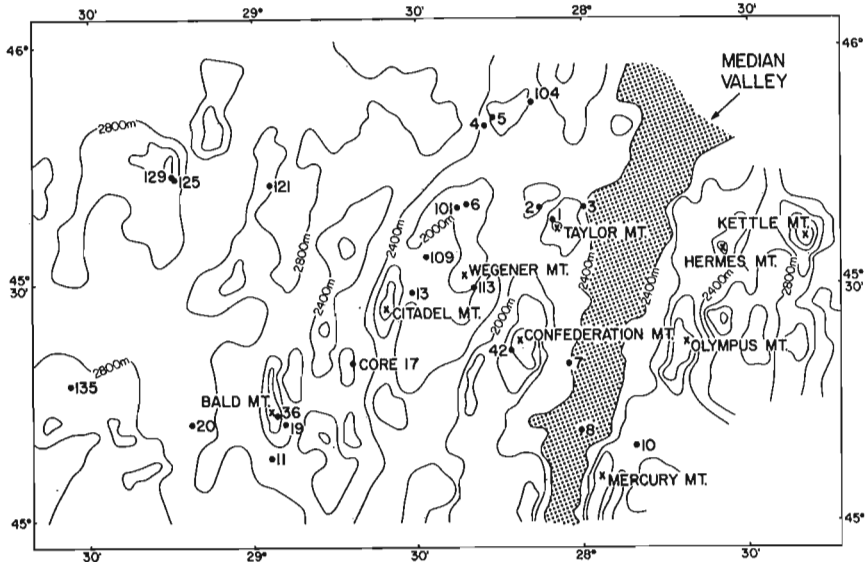 30' 29° 30' 28° 30'
46° 46°
MEDIAN
VALLEY
104
5
4
2800m
129 125
121
101 6
2 1 3
TAYLOR MT.
KETTLE MT.
HERMES MT.
2400m
2000m
109
WEGENER MT.
2800m
2400m
2400m
2800m
45° 30' 45° 30'
113
13
CITADEL MT.
2400m
2000m
2400m
CONFEDERATION MT.
OLYMPUS MT.
42
7
CORE 17
2800m
135
BALD MT.
36
20
19
8
10
11
MERCURY MT.
45° 45°
30' 29° 30' 28° 30'